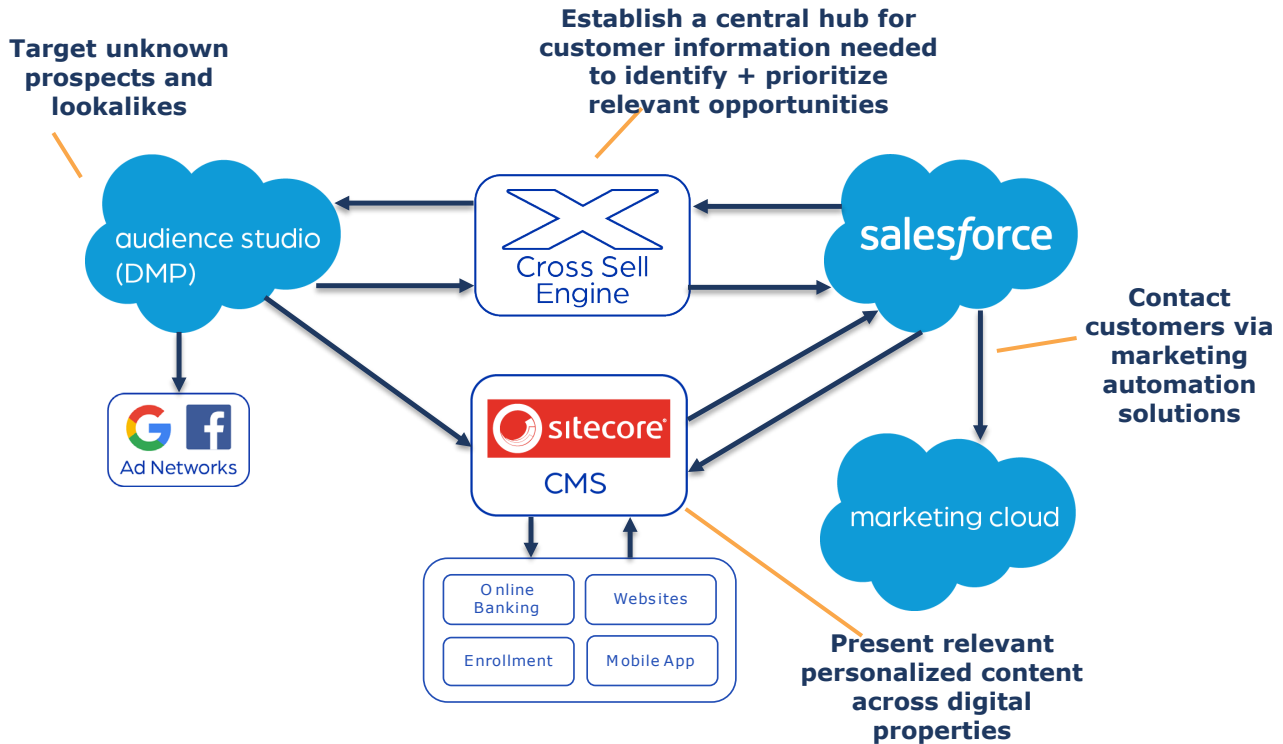 Establish a central hub for
customer information needed
to identify + prioritize
relevant opportunities
Target unknown
prospects and
lookalikes
audience studio
(DMP)
Cross Sell
Engine
salesforce
Contact
customers via
marketing
automation
solutions
Ad Networks
sitecore
CMS
marketing cloud
Online
Banking
Websites
Enrollment
Mobile App
Present relevant
personalized content
across digital
properties